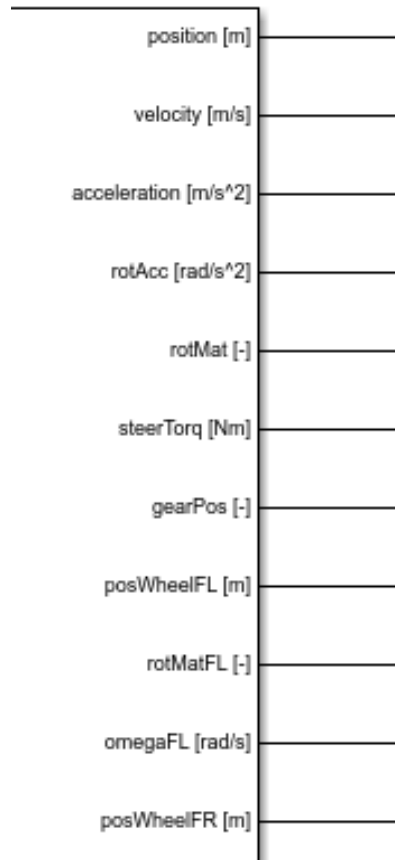 position [m]
velocity [m/s]
acceleration [m/s^2]
rotAcc [rad/s^2]
rotMat [-]
steerTorq [Nm]
gearPos [-]
posWheelFL [m]
rotMatFL [-]
omegaFL [rad/s]
posWheelFR [m]